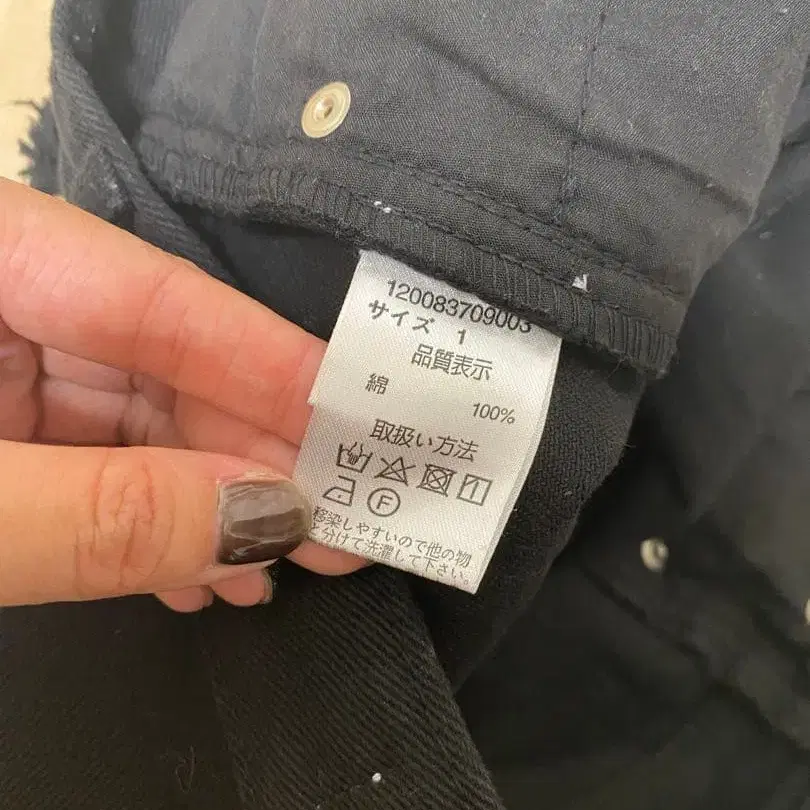 120083709003
サイズ 1
品質表示
綿 100%
取扱い方法
F
移染しやすいので他の物
と分けて洗濯して下さい。